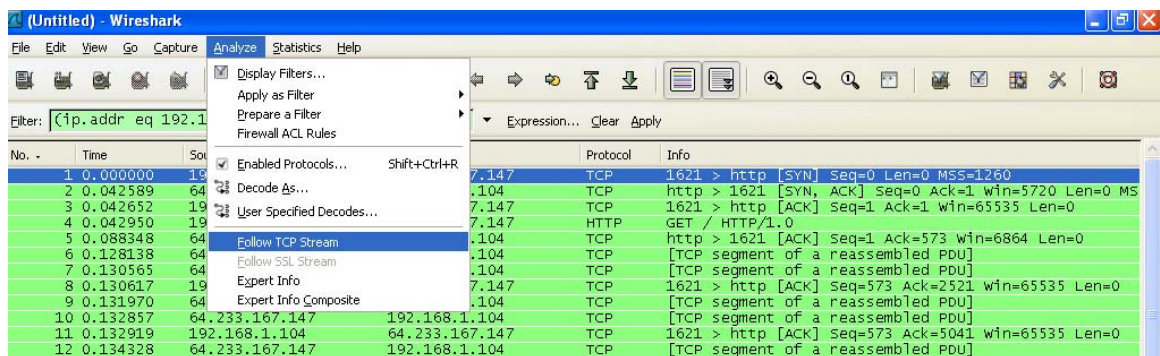 (Untitled) - Wireshark
File Edit View Go Capture Analyze Statistics Help
Display Filters...
Apply as Filter
Prepare a Filter
Firewall ACL Rules
Enabled Protocols... Shift+Ctrl+R
Decode As...
User Specified Decodes...
Follow TCP Stream
Follow SSL Stream
Expert Info
Expert Info Composite
Filter: (ip.addr eq 192.1 Expression... Clear Apply
No. - Time Sou Protocol Info
1 0.000000 19 7.147 TCP 1621 > http [SYN] Seq=0 Len=0 MSS=1260
2 0.042589 64 .104 TCP http > 1621 [SYN, ACK] Seq=0 Ack=1 Win=5720 Len=0 MS
3 0.042652 19 7.147 TCP 1621 > http [ACK] Seq=1 Ack=1 Win=65535 Len=0
4 0.042950 19 7.147 HTTP GET / HTTP/1.0
5 0.088348 64 .104 TCP http > 1621 [ACK] Seq=1 Ack=573 Win=6864 Len=0
6 0.128138 64 .104 TCP [TCP segment of a reassembled PDU]
7 0.130565 64 .104 TCP [TCP segment of a reassembled PDU]
8 0.130617 19 7.147 TCP 1621 > http [ACK] Seq=573 Ack=2521 Win=65535 Len=0
9 0.131970 64 .104 TCP [TCP segment of a reassembled PDU]
10 0.132857 64.233.167.147 192.168.1.104 TCP [TCP segment of a reassembled PDU]
11 0.132919 192.168.1.104 64.233.167.147 TCP 1621 > http [ACK] Seq=573 Ack=5041 Win=65535 Len=0
12 0.134328 64.233.167.147 192.168.1.104 TCP [TCP segment of a reassembled PDU]